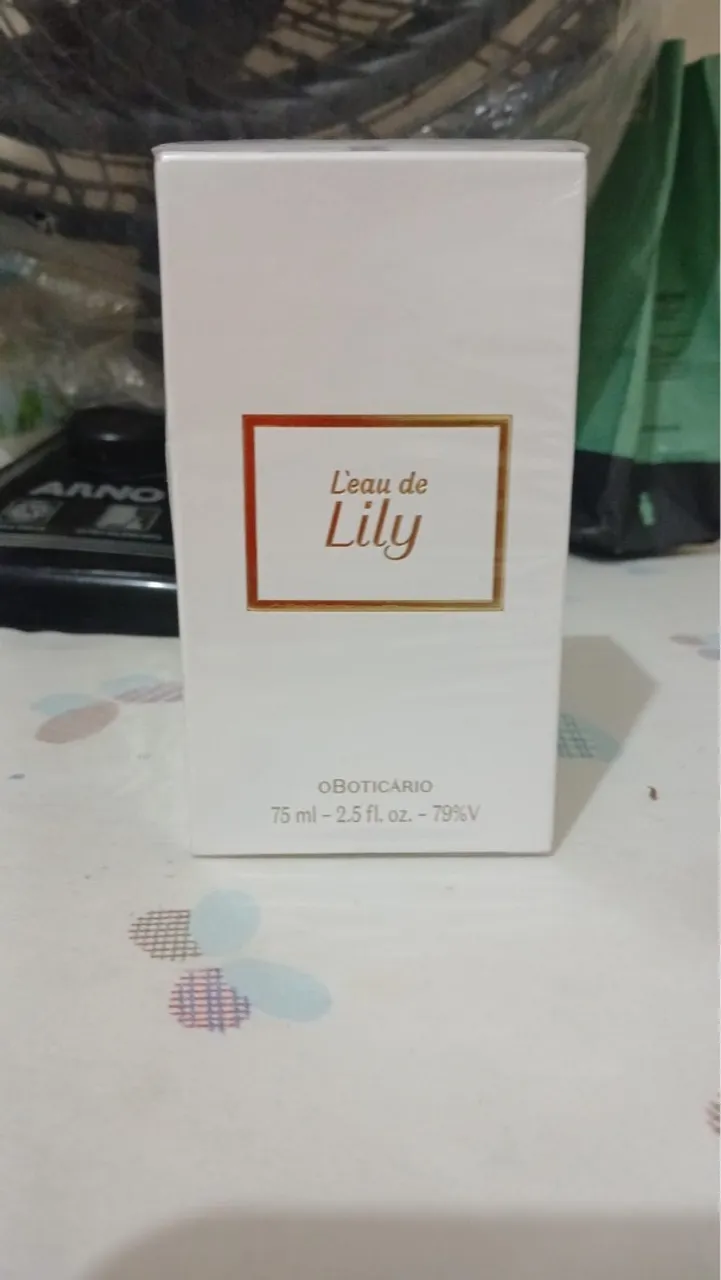 L'eau de
Lily
oBOTICÁRIO
75 ml – 2.5 fl. oz. – 79%V
ARNO